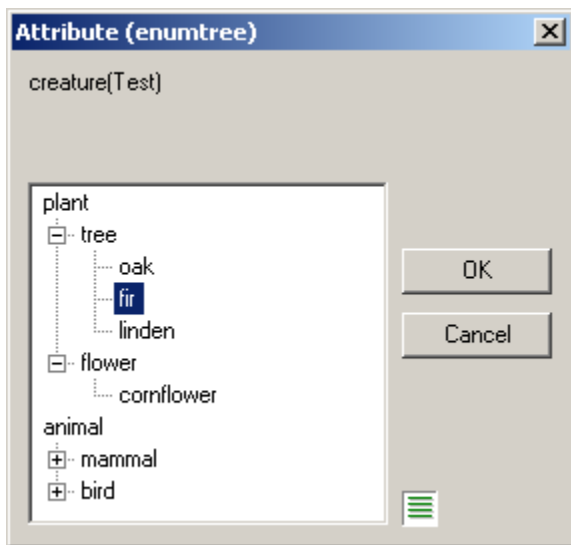 Attribute (enumtree)
creature(Test)
plant
tree
oak
fir
linden
flower
cornflower
animal
mammal
bird
OK
Cancel